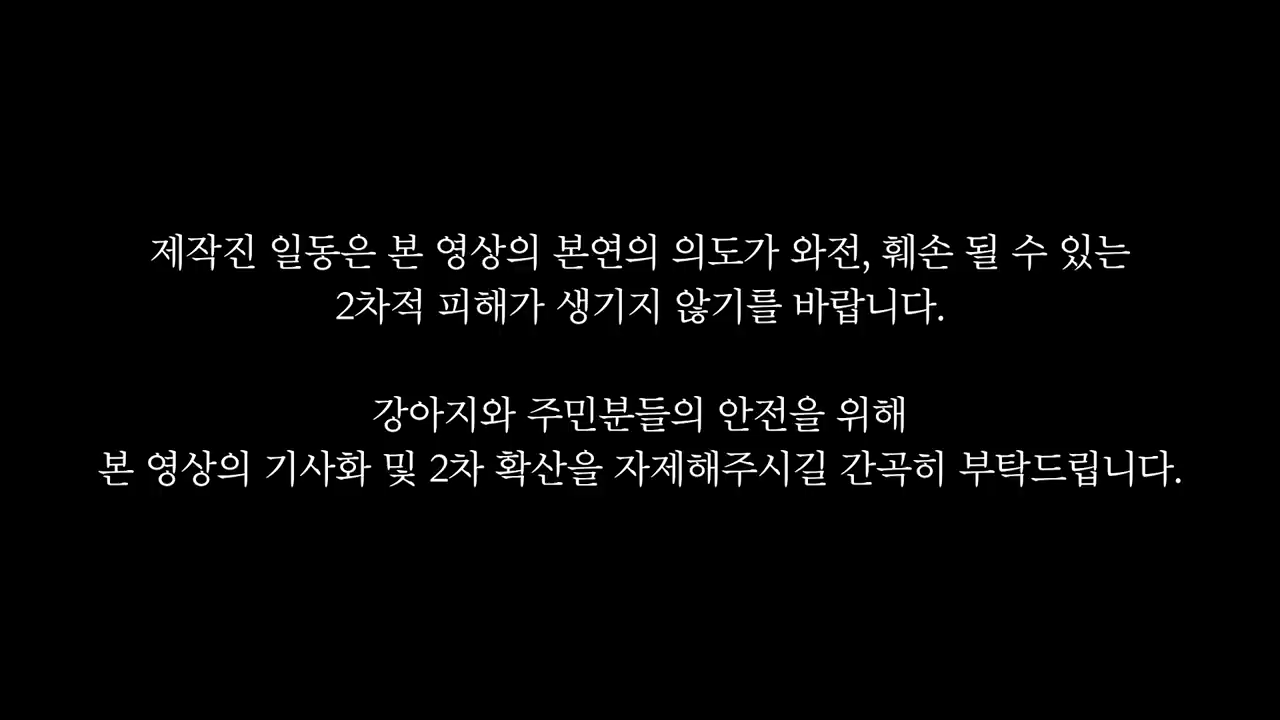 제작진 일동은 본 영상의 본연의 의도가 와전, 훼손 될 수 있는
2차적 피해가 생기지 않기를 바랍니다.
강아지와 주민분들의 안전을 위해
본 영상의 기사화 및 2차 확산을 자제해주시길 간곡히 부탁드립니다.